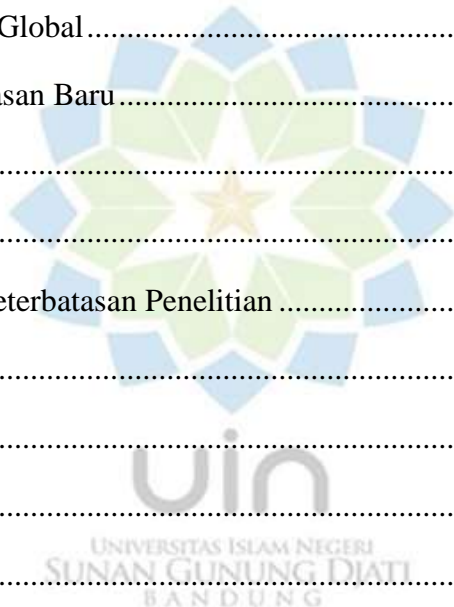 Global....................................................
asan Baru...............................................
................................................................
................................................................
eterbatasan Penelitian .........................
................................................................
................................................................
uin
................................................................
UNIVERSITAS ISLAM NEGERI
SUNAN GUNUNG DJATI
................................................................
BANDUNG